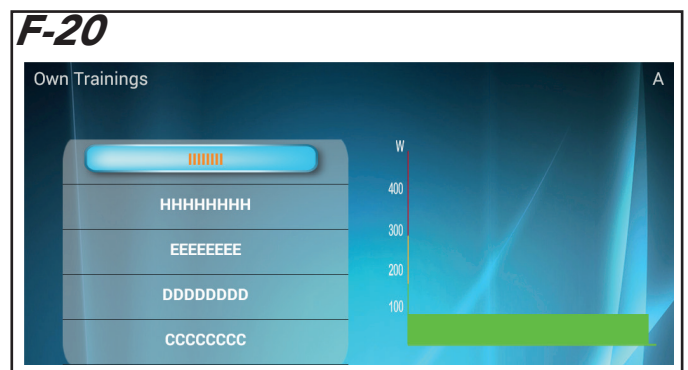 F-20
Own Trainings
A
IIIIIIII
HHHHHHHH
EEEEEEEE
DDDDDDDD
CCCCCCCC
W
400
300
200
100